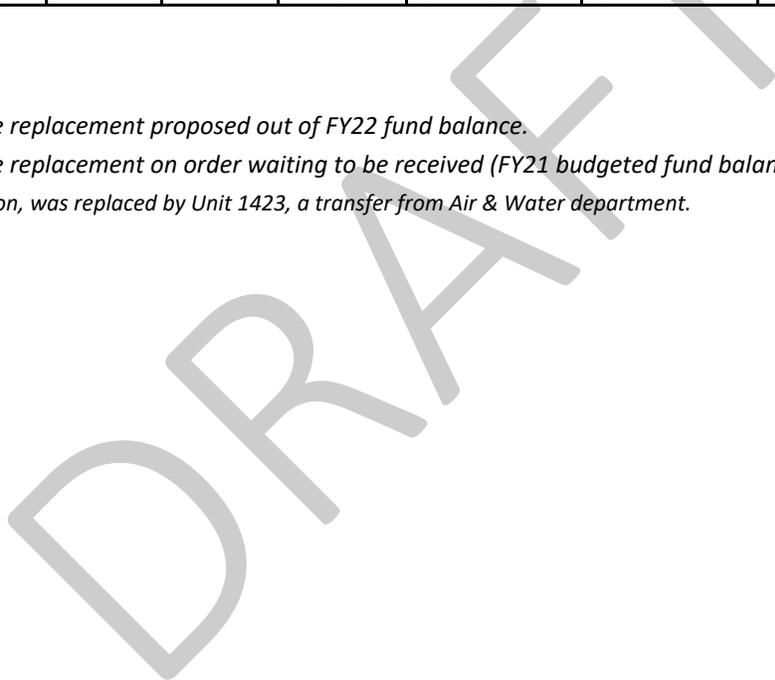 e replacement proposed out of FY22 fund balance.
e replacement on order waiting to be received (FY21 budgeted fund balan
on, was replaced by Unit 1423, a transfer from Air & Water department.
DRAFT